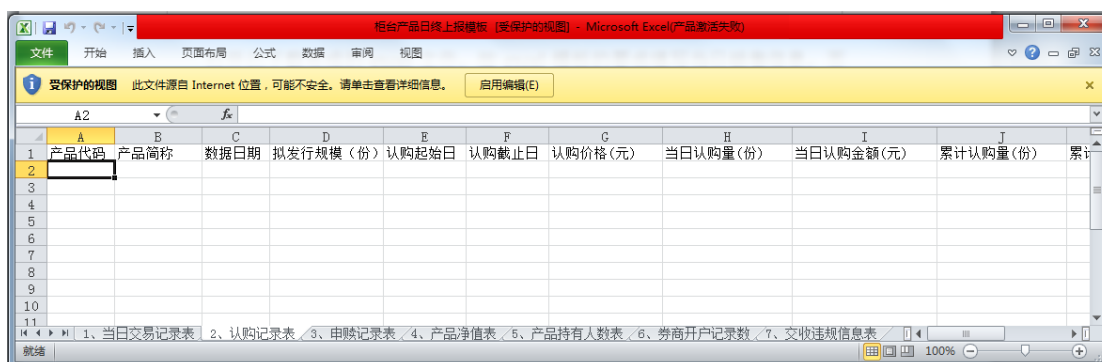 柜台产品日终上报模板 [受保护的视图] - Microsoft Excel(产品激活失败)
文件 开始 插入 页面布局 公式 数据 审阅 视图
受保护的视图 此文件源自 Internet 位置，可能不安全。请单击查看详细信息。 启用编辑(E)
A2 fx
A B C D E F G H I J
1 产品代码 产品简称 数据日期 拟发行规模（份） 认购起始日 认购截止日 认购价格(元) 当日认购量(份) 当日认购金额(元) 累计认购量(份) 累计
2
3
4
5
6
7
8
9
10
11
1、当日交易记录表 2、认购记录表 3、申赎记录表 4、产品净值表 5、产品持有人数表 6、券商开户记录数 7、交收违规信息表
就绪 100%